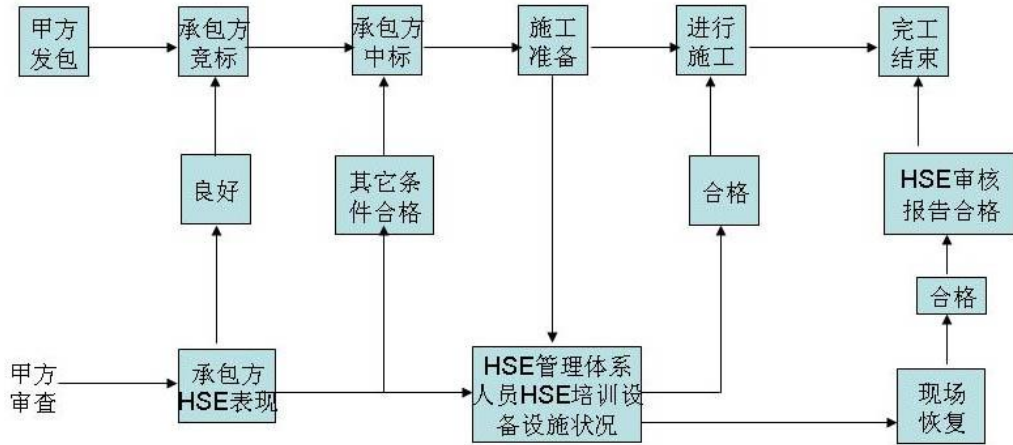 甲方
发包
承包方
竞标
承包方
中标
施工
准备
进行
施工
完工
结束
良好
其它条
件合格
合格
HSE审核
报告合格
合格
甲方
审查
承包方
HSE表现
HSE管理体系
人员HSE培训设
备设施状况
现场
恢复